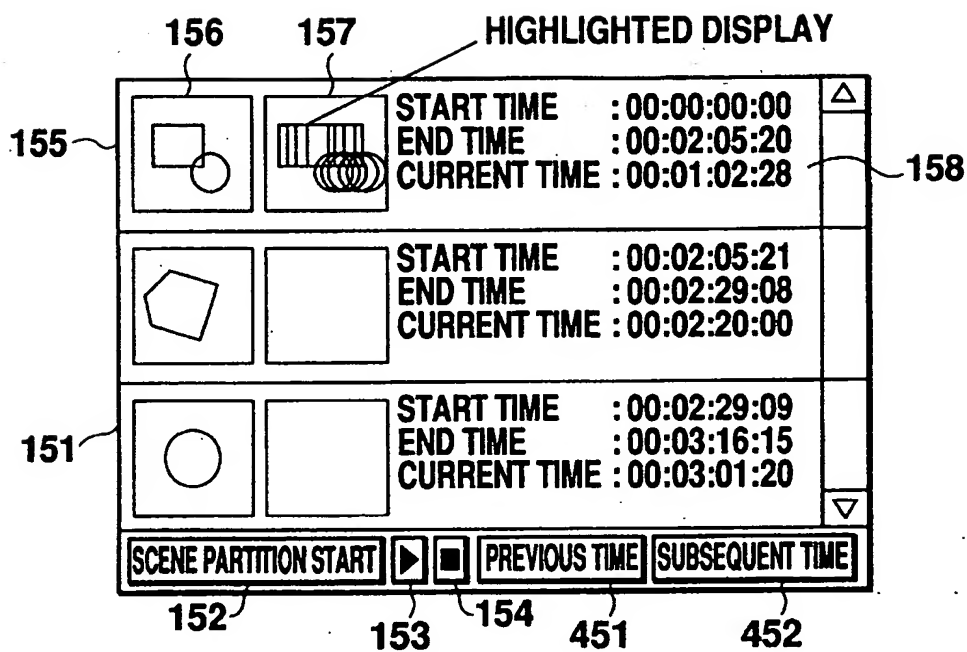 156
157
HIGHLIGHTED DISPLAY
155
START TIME : 00:00:00:00
END TIME : 00:02:05:20
CURRENT TIME : 00:01:02:28
158
START TIME : 00:02:05:21
END TIME : 00:02:29:08
CURRENT TIME : 00:02:20:00
151
START TIME : 00:02:29:09
END TIME : 00:03:16:15
CURRENT TIME : 00:03:01:20
SCENE PARTITION START
PREVIOUS TIME
SUBSEQUENT TIME
152
153
154
451
452